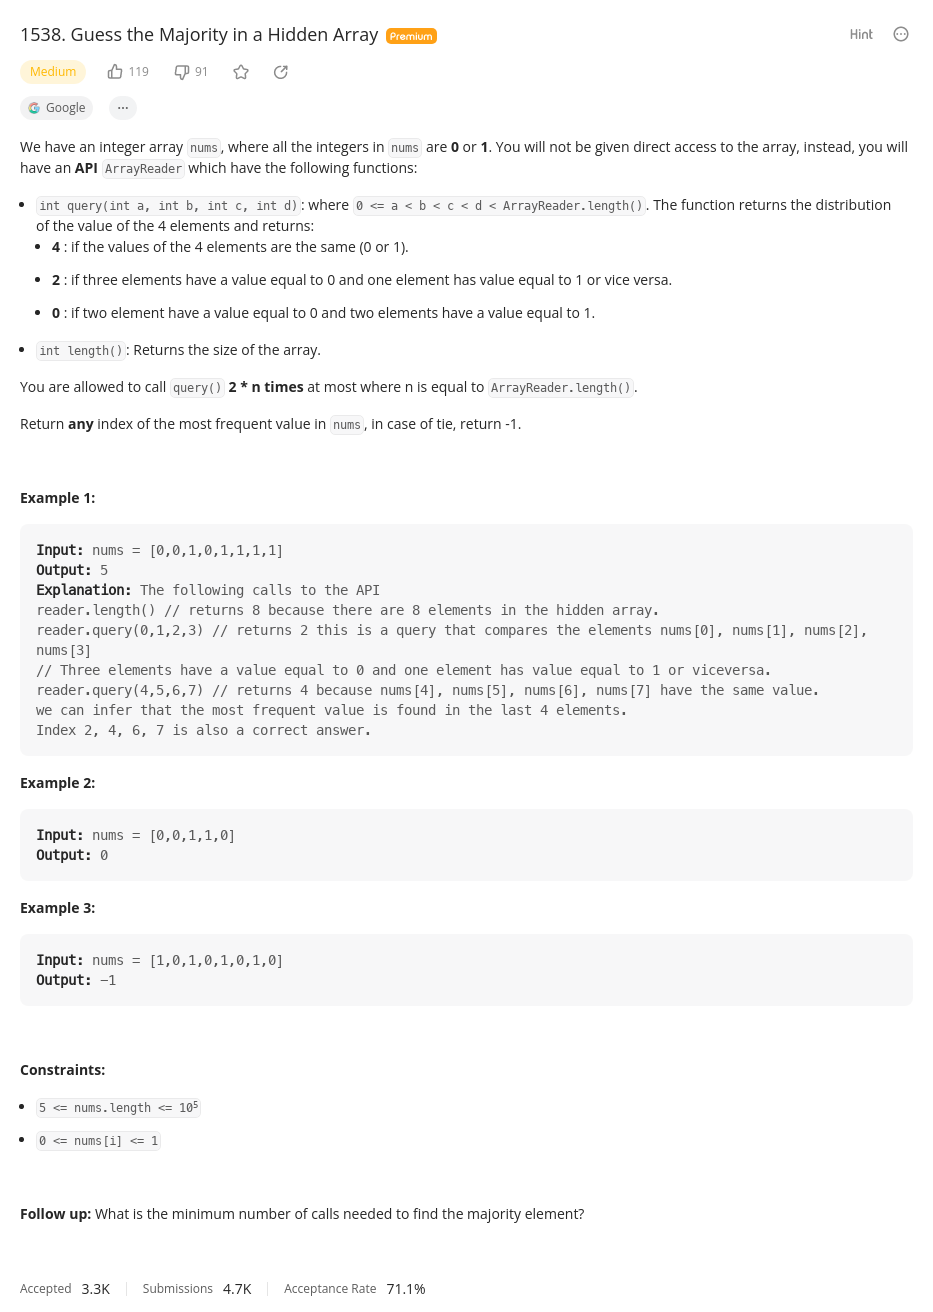 1538. Guess the Majority in a Hidden Array Premium Hint
Medium 119 91
Google ...
We have an integer array nums, where all the integers in nums are 0 or 1. You will not be given direct access to the array, instead, you will
have an API ArrayReader which have the following functions:
int query(int a, int b, int c, int d): where 0 <= a < b < c < d < ArrayReader.length(). The function returns the distribution
of the value of the 4 elements and returns:
4 : if the values of the 4 elements are the same (0 or 1).
2 : if three elements have a value equal to 0 and one element has value equal to 1 or vice versa.
0 : if two element have a value equal to 0 and two elements have a value equal to 1.
int length(): Returns the size of the array.
You are allowed to call query() 2 * n times at most where n is equal to ArrayReader.length().
Return any index of the most frequent value in nums, in case of tie, return -1.
Example 1:
Input: nums = [0,0,1,0,1,1,1,1]
Output: 5
Explanation: The following calls to the API
reader.length() // returns 8 because there are 8 elements in the hidden array.
reader.query(0,1,2,3) // returns 2 this is a query that compares the elements nums[0], nums[1], nums[2],
nums[3]
// Three elements have a value equal to 0 and one element has value equal to 1 or viceversa.
reader.query(4,5,6,7) // returns 4 because nums[4], nums[5], nums[6], nums[7] have the same value.
we can infer that the most frequent value is found in the last 4 elements.
Index 2, 4, 6, 7 is also a correct answer.
Example 2:
Input: nums = [0,0,1,1,0]
Output: 0
Example 3:
Input: nums = [1,0,1,0,1,0,1,0]
Output: −1
Constraints:
5 <= nums.length <= 10⁵
0 <= nums[i] <= 1
Follow up: What is the minimum number of calls needed to find the majority element?
Accepted 3.3K Submissions 4.7K Acceptance Rate 71.1%